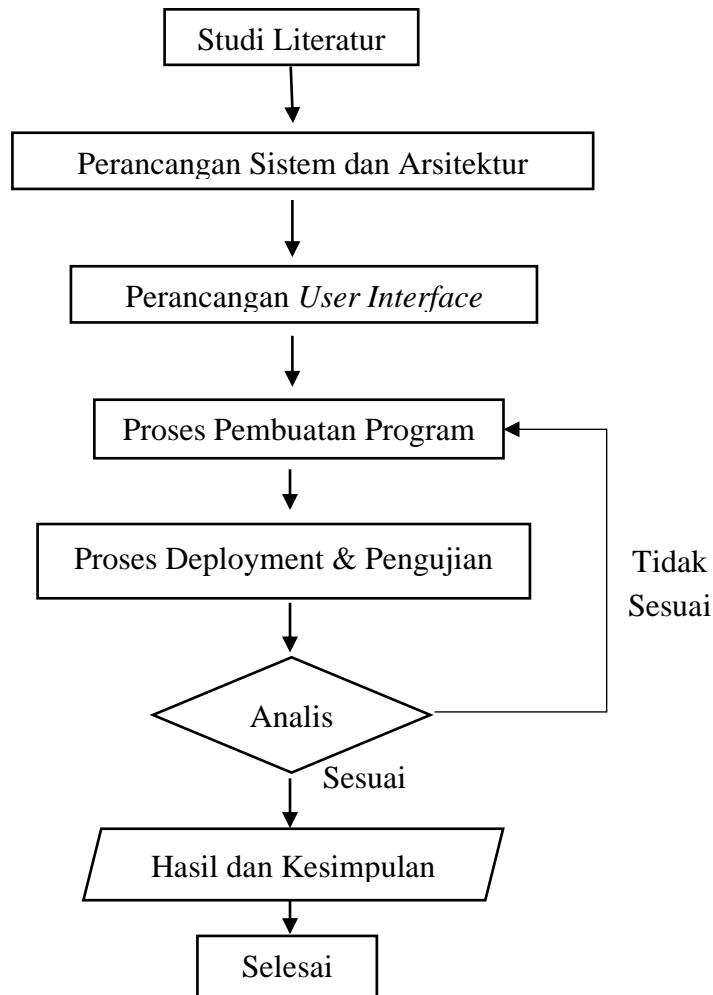 Studi Literatur
Perancangan Sistem dan Arsitektur
Perancangan User Interface
Proses Pembuatan Program
Proses Deployment & Pengujian
Tidak
Sesuai
Analis
Sesuai
Hasil dan Kesimpulan
Selesai